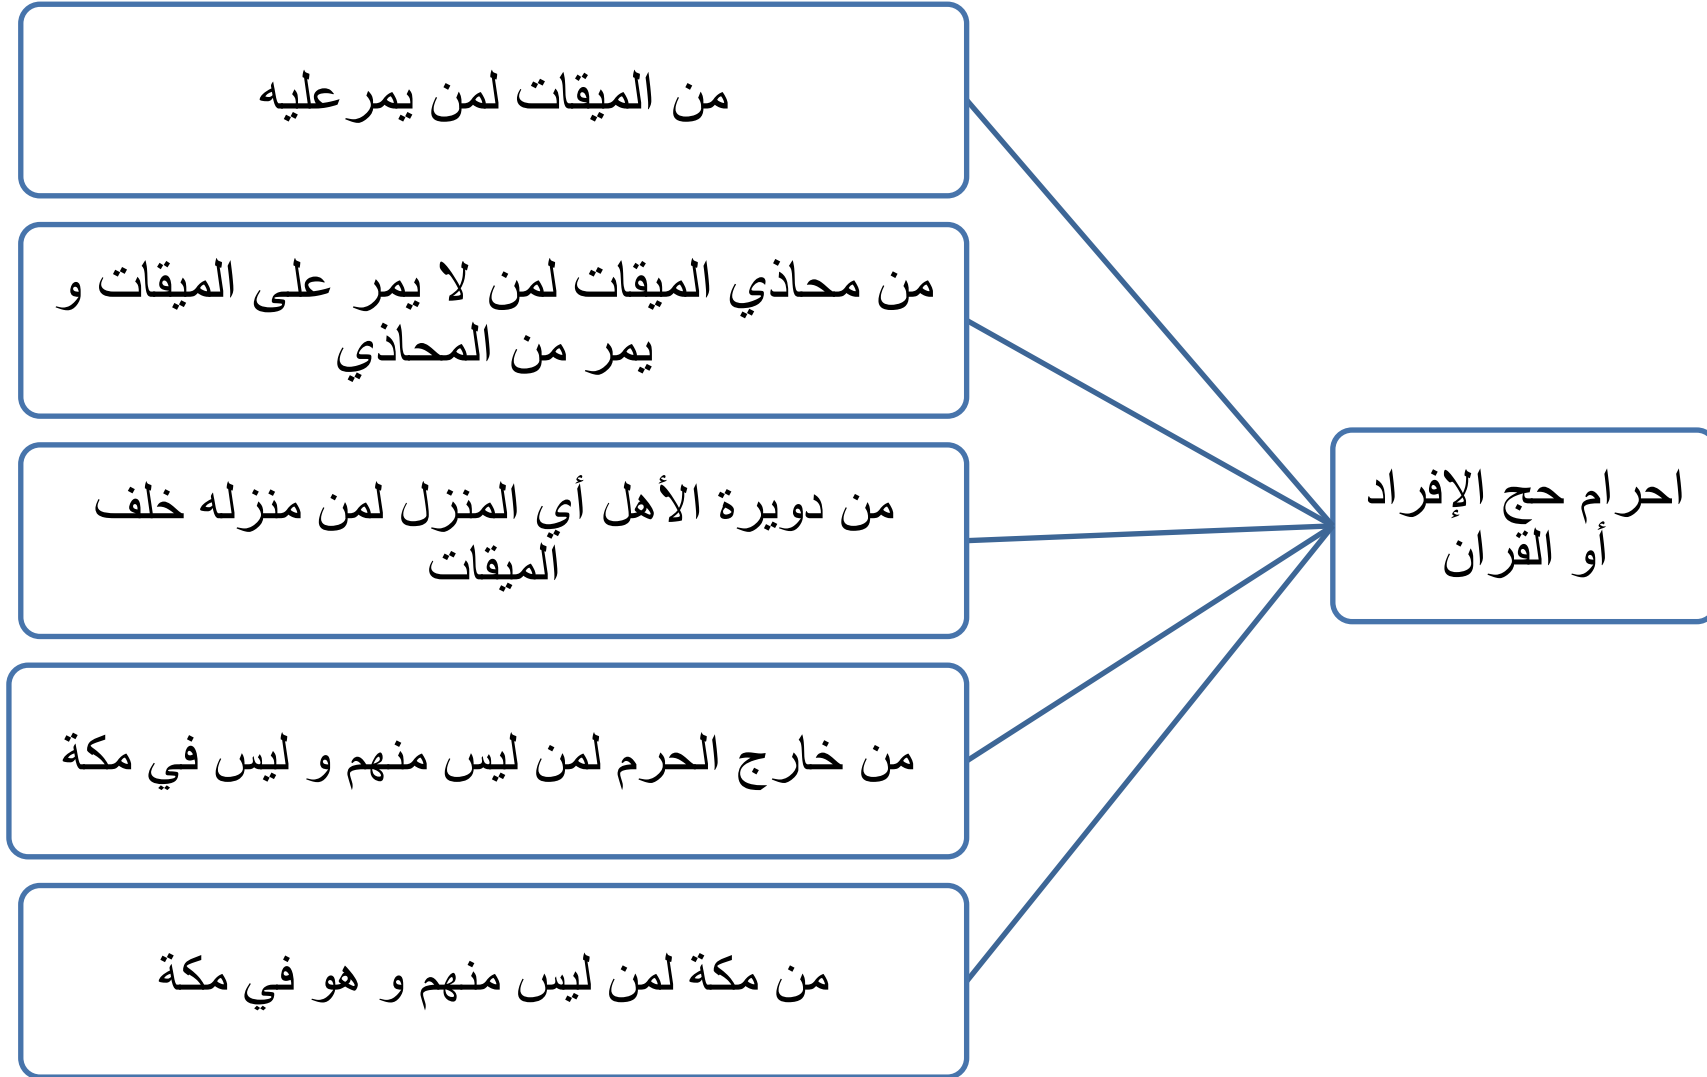 احرام حج الإفراد
أو القران
من الميقات لمن يمر عليه
من محاذي الميقات لمن لا يمر على الميقات و
يمر من المحاذي
من دويرة الأهل أي المنزل لمن منزله خلف
الميقات
من خارج الحرم لمن ليس منهم و ليس في مكة
من مكة لمن ليس منهم و هو في مكة